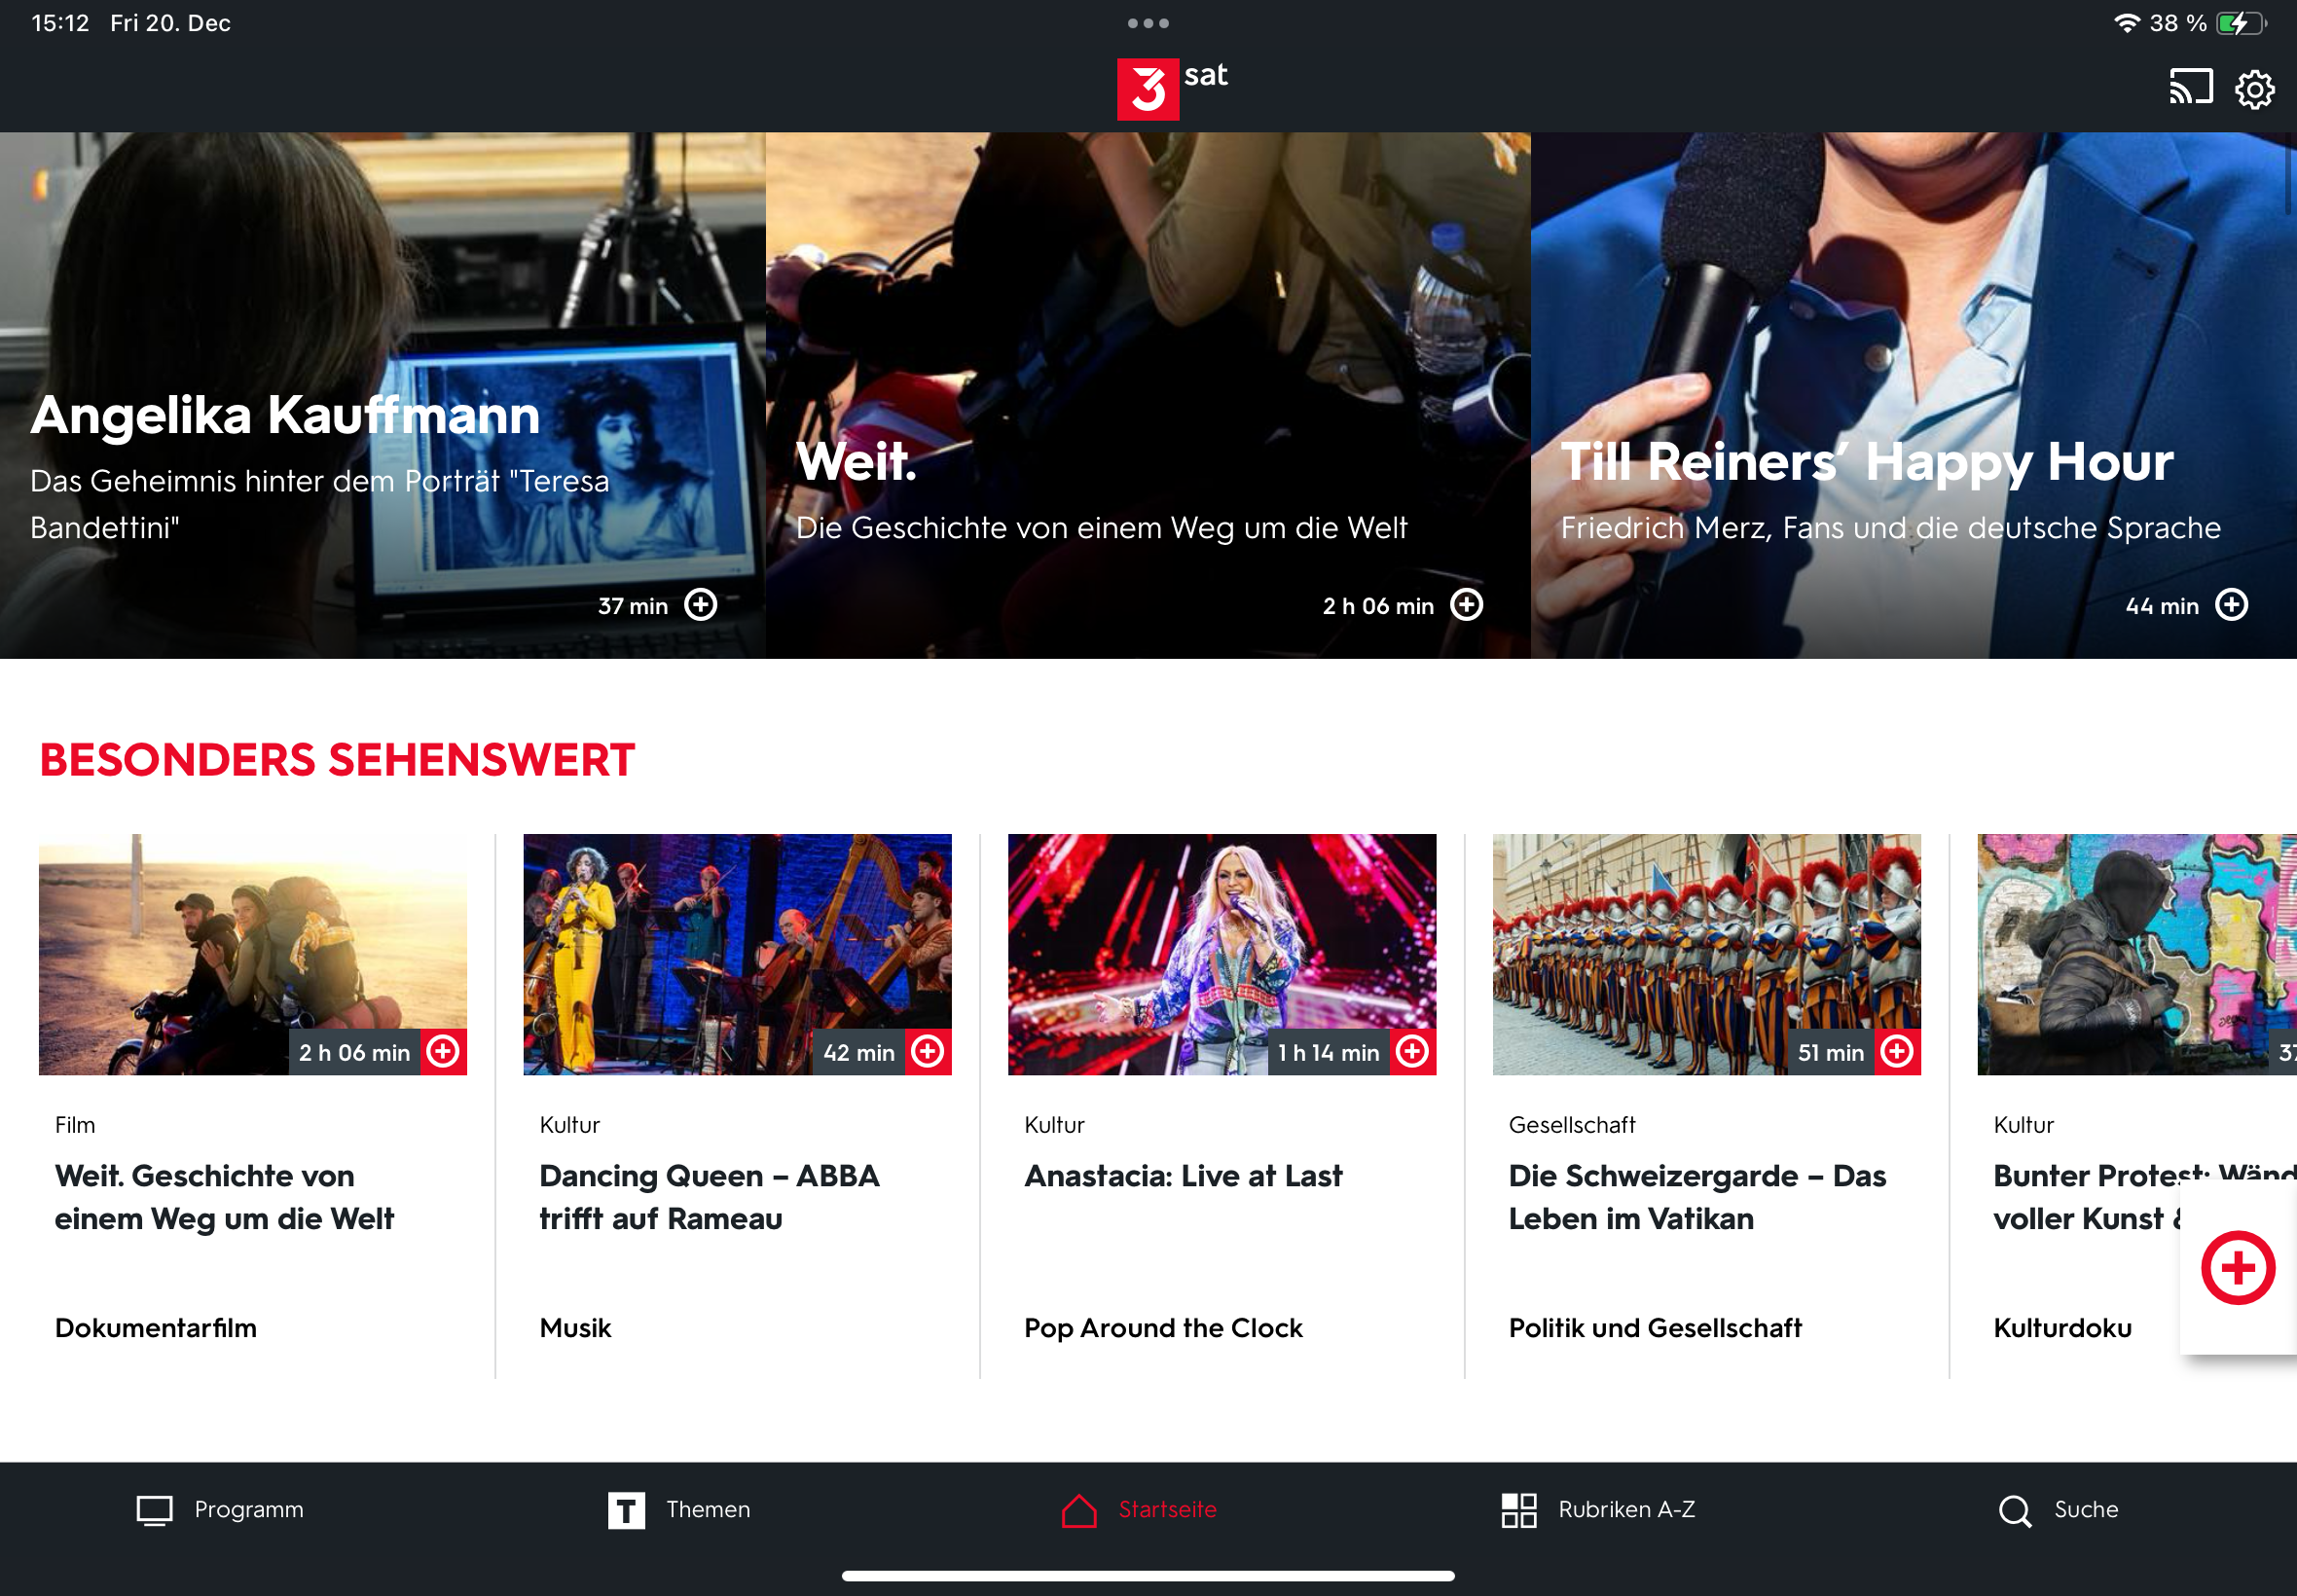 15:12 Fri 20. Dec
38 %
3sat
Angelika Kauffmann
Das Geheimnis hinter dem Porträt "Teresa
Bandettini"
37 min
Weit.
Die Geschichte von einem Weg um die Welt
2 h 06 min
Till Reiners’ Happy Hour
Friedrich Merz, Fans und die deutsche Sprache
44 min
BESONDERS SEHENSWERT
2 h 06 min
Film
Weit. Geschichte von
einem Weg um die Welt
Dokumentarfilm
42 min
Kultur
Dancing Queen – ABBA
trifft auf Rameau
Musik
1 h 14 min
Kultur
Anastacia: Live at Last
Pop Around the Clock
51 min
Gesellschaft
Die Schweizergarde – Das
Leben im Vatikan
Politik und Gesellschaft
37
Kultur
Bunter Protest: Wänd
voller Kunst
Kulturdoku
Programm
T Themen
Startseite
Rubriken A-Z
Suche